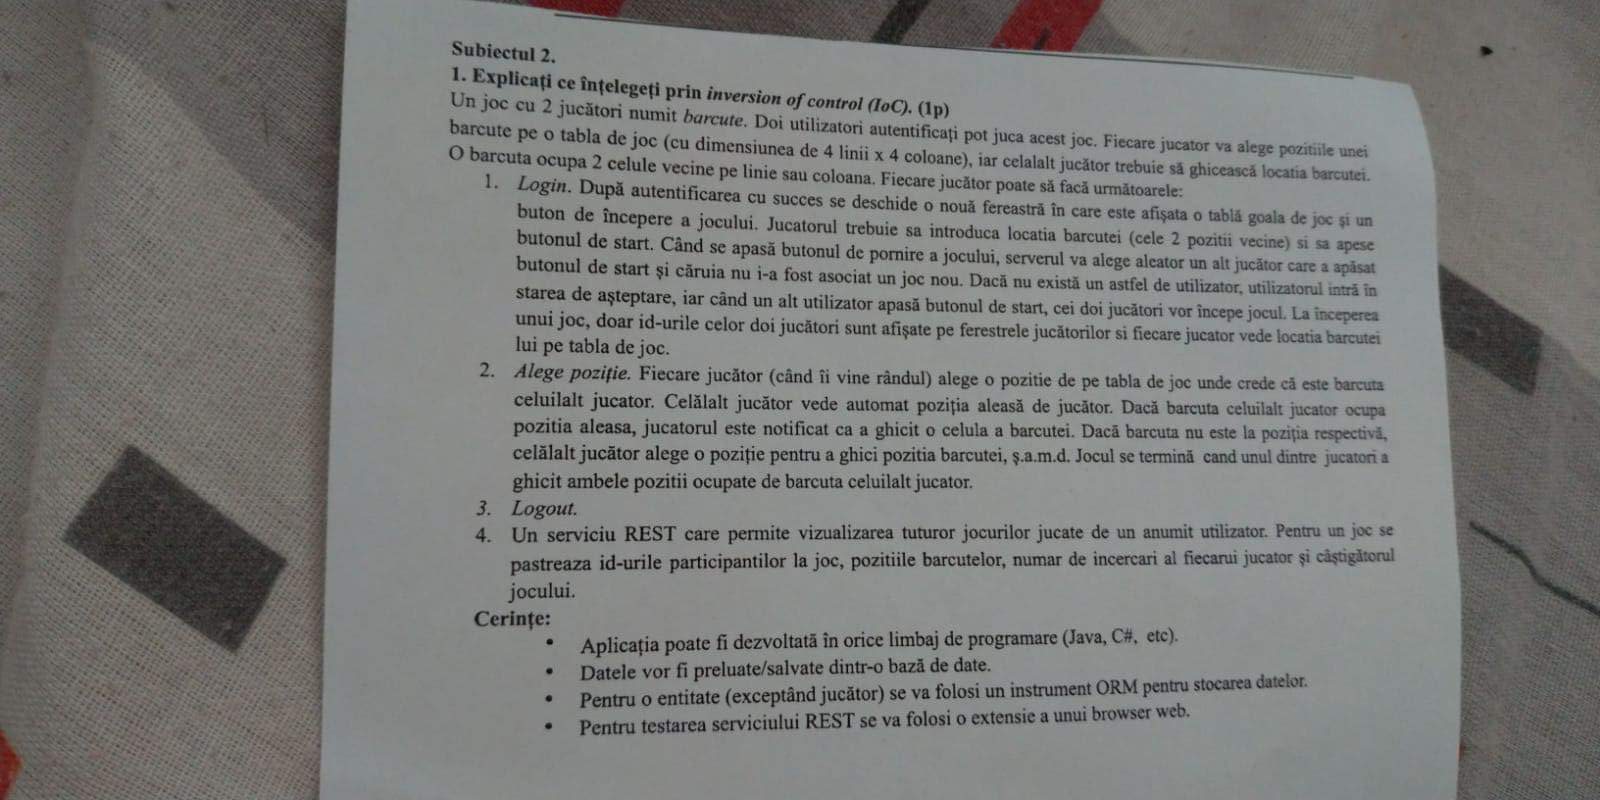 Subiectul 2.
1. Explicați ce înțelegeți prin inversion of control (IoC). (1p)
Un joc cu 2 jucători numit barcute. Doi utilizatori autentificați pot juca acest joc. Fiecare jucator va alege pozitiile unei
barcute pe o tabla de joc (cu dimensiunea de 4 linii x 4 coloane), iar celalalt jucător trebuie să ghicească locatia barcutei.
O barcuta ocupa 2 celule vecine pe linie sau coloana. Fiecare jucător poate să facă următoarele:
1. Login. După autentificarea cu succes se deschide o nouă fereastră în care este afișata o tablă goala de joc și un
buton de începere a jocului. Jucatorul trebuie sa introduca locatia barcutei (cele 2 pozitii vecine) si sa apese
butonul de start. Când se apasă butonul de pornire a jocului, serverul va alege aleator un alt jucător care a apăsat
butonul de start și căruia nu i-a fost asociat un joc nou. Dacă nu există un astfel de utilizator, utilizatorul intră în
starea de așteptare, iar când un alt utilizator apasă butonul de start, cei doi jucători vor începe jocul. La începerea
unui joc, doar id-urile celor doi jucători sunt afișate pe ferestrele jucătorilor si fiecare jucator vede locatia barcutei
lui pe tabla de joc.
2. Alege poziție. Fiecare jucător (când îi vine rândul) alege o pozitie de pe tabla de joc unde crede că este barcuta
celuilalt jucator. Celălalt jucător vede automat poziția aleasă de jucător. Dacă barcuta celuilalt jucator ocupa
pozitia aleasa, jucatorul este notificat ca a ghicit o celula a barcutei. Dacă barcuta nu este la poziția respectivă,
celălalt jucător alege o poziție pentru a ghici pozitia barcutei, ș.a.m.d. Jocul se termină cand unul dintre jucatori a
ghicit ambele pozitii ocupate de barcuta celuilalt jucator.
3. Logout.
4. Un serviciu REST care permite vizualizarea tuturor jocurilor jucate de un anumit utilizator. Pentru un joc se
pastreaza id-urile participantilor la joc, pozitiile barcutelor, numar de incercari al fiecarui jucator și câștigătorul
jocului.
Cerințe:
• Aplicația poate fi dezvoltată în orice limbaj de programare (Java, C#, etc).
• Datele vor fi preluate/salvate dintr-o bază de date.
• Pentru o entitate (exceptând jucător) se va folosi un instrument ORM pentru stocarea datelor.
• Pentru testarea serviciului REST se va folosi o extensie a unui browser web.